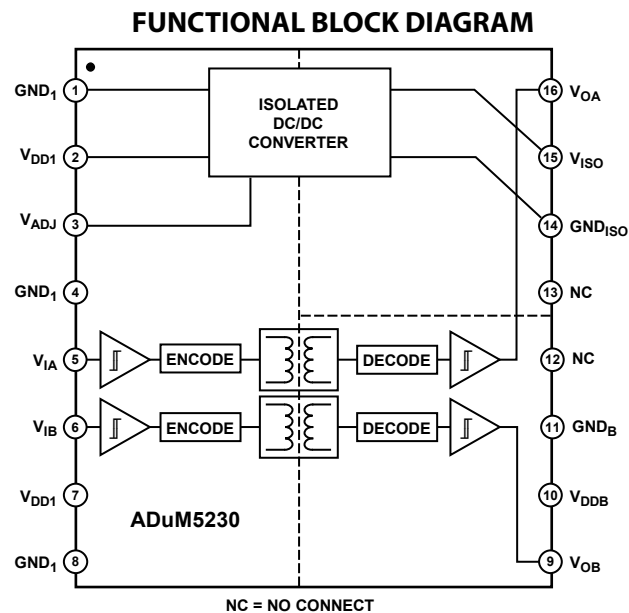 FUNCTIONAL BLOCK DIAGRAM
GND1 1
VDD1 2
VADJ 3
GND1 4
VIA 5
VIB 6
VDD1 7
GND1 8
ISOLATED
DC/DC
CONVERTER
ENCODE
DECODE
ENCODE
DECODE
ADuM5230
16 VOA
15 VISO
14 GNDISO
13 NC
12 NC
11 GNDB
10 VDDB
9 VOB
NC = NO CONNECT